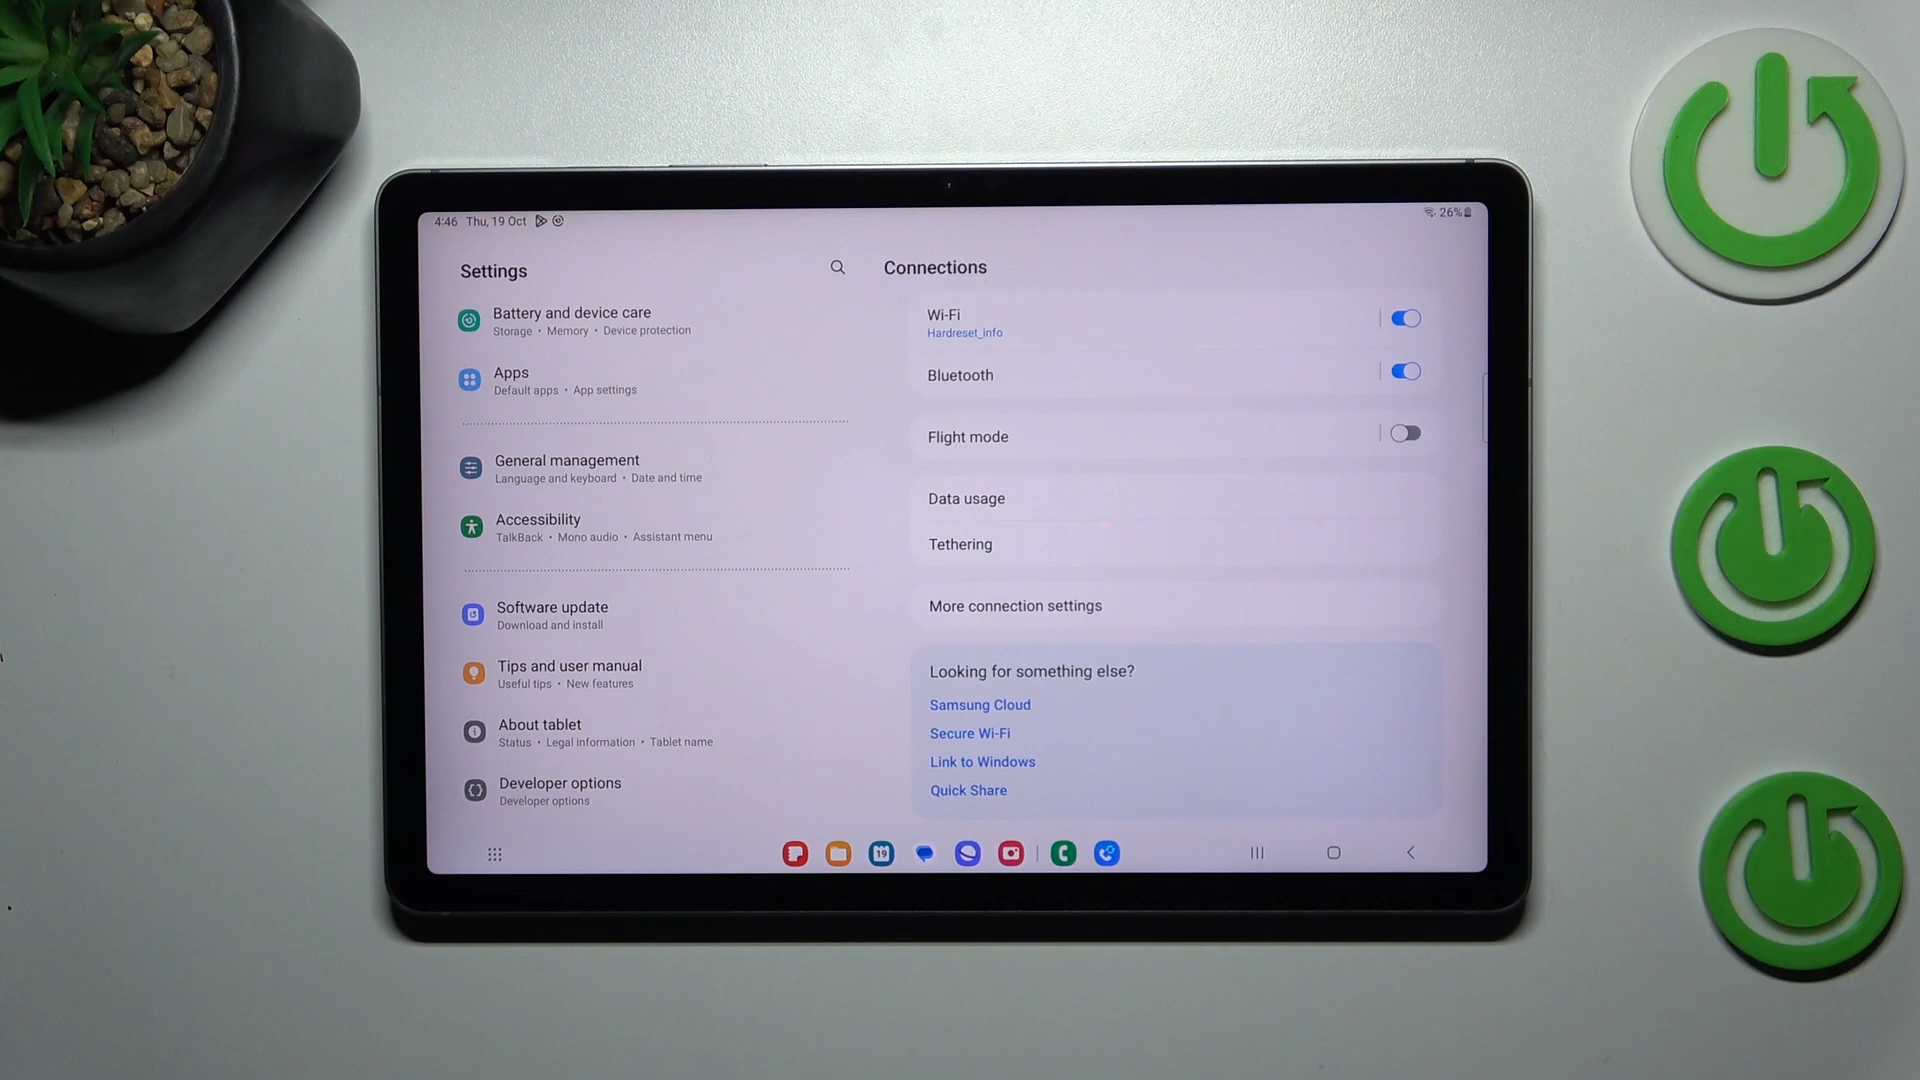 4:46 Thu, 19 Oct
26%
Settings
Battery and device care
Storage • Memory • Device protection
Apps
Default apps • App settings
General management
Language and keyboard • Date and time
Accessibility
TalkBack • Mono audio • Assistant menu
Software update
Download and install
Tips and user manual
Useful tips • New features
About tablet
Status • Legal information • Tablet name
Developer options
Developer options
Connections
Wi-Fi
Hardreset_info
Bluetooth
Flight mode
Data usage
Tethering
More connection settings
Looking for something else?
Samsung Cloud
Secure Wi-Fi
Link to Windows
Quick Share
19